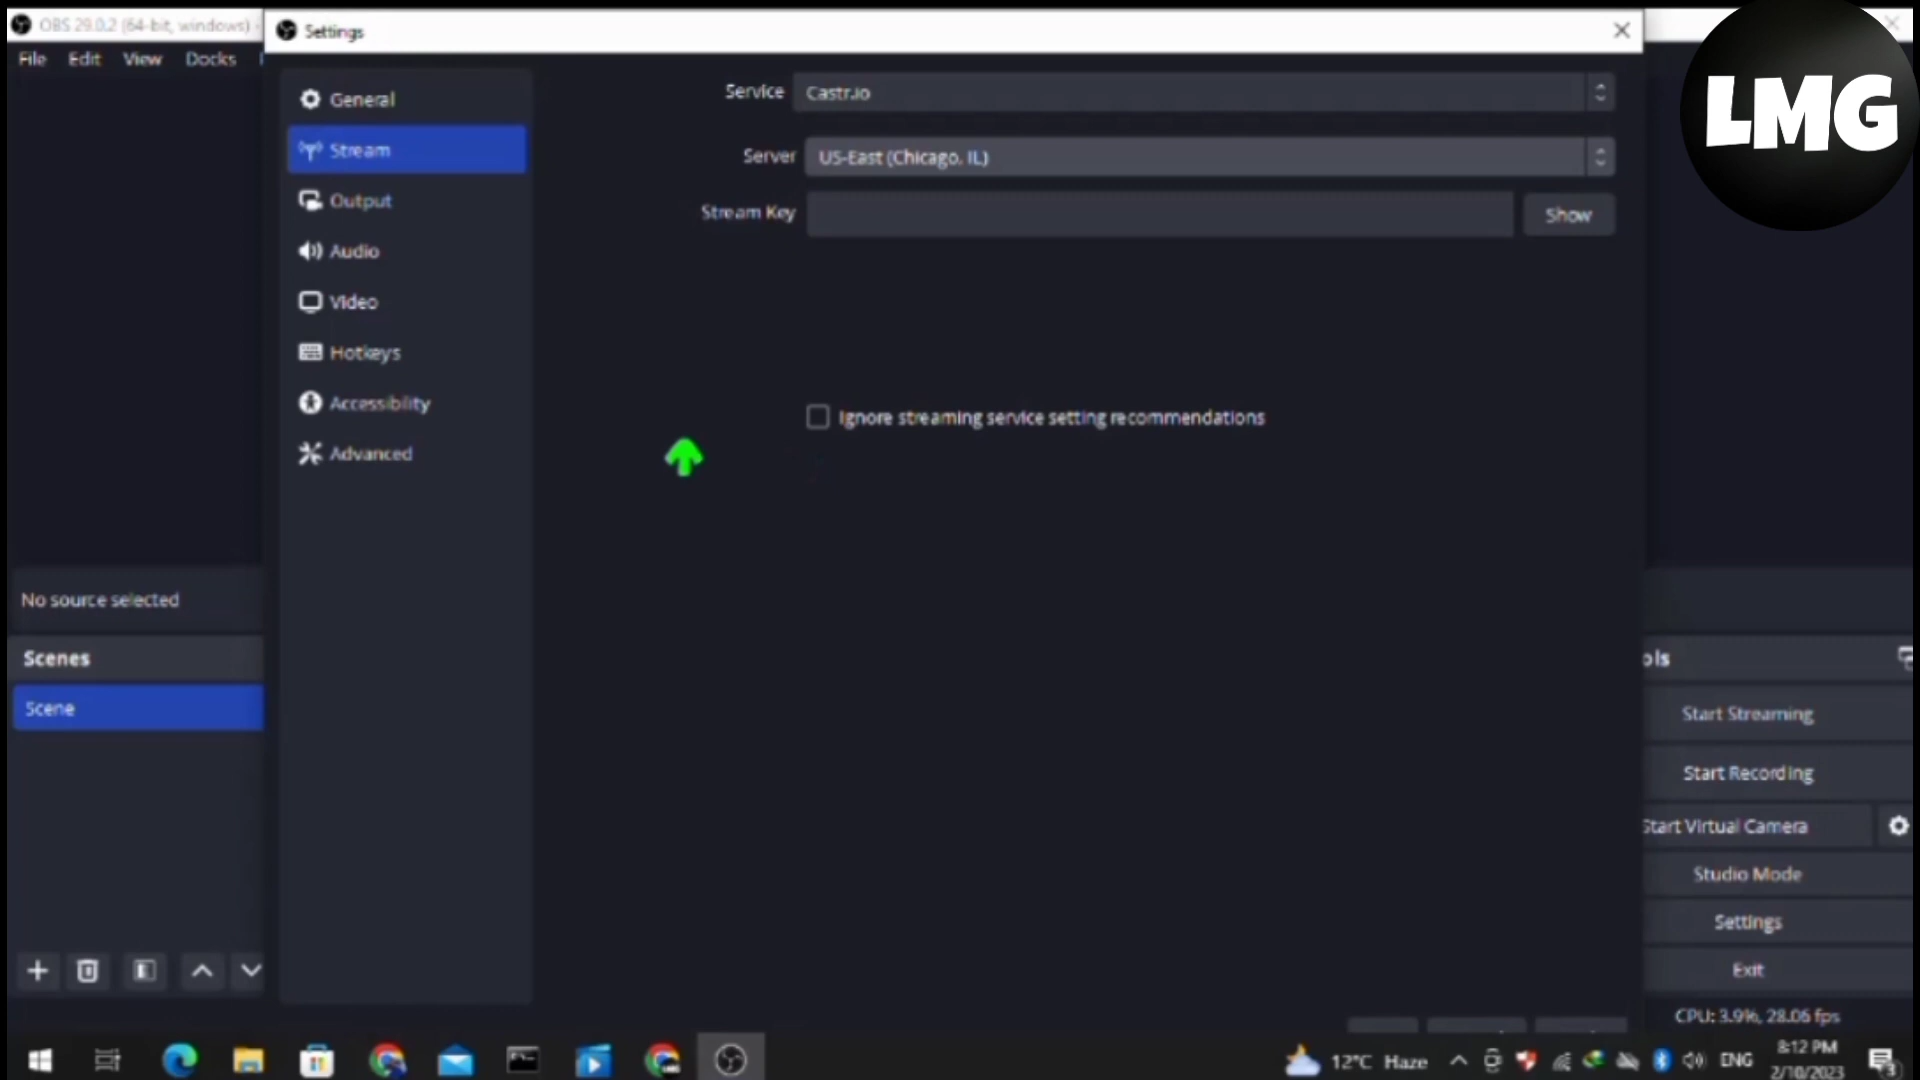 OBS 29.0.2 (64-bit, windows) -
Settings
LMG
File Edit View Docks
General
Stream
Output
Audio
Video
Hotkeys
Accessibility
Advanced
Service Castr.io
Server US-East (Chicago, IL)
Stream Key Show
Ignore streaming service setting recommendations
No source selected
Scenes
Scene
ols
Start Streaming
Start Recording
Start Virtual Camera
Studio Mode
Settings
Exit
CPU: 3.9%, 28.06 fps
12°C Haze
ENG
8:12 PM
2/10/2023
3